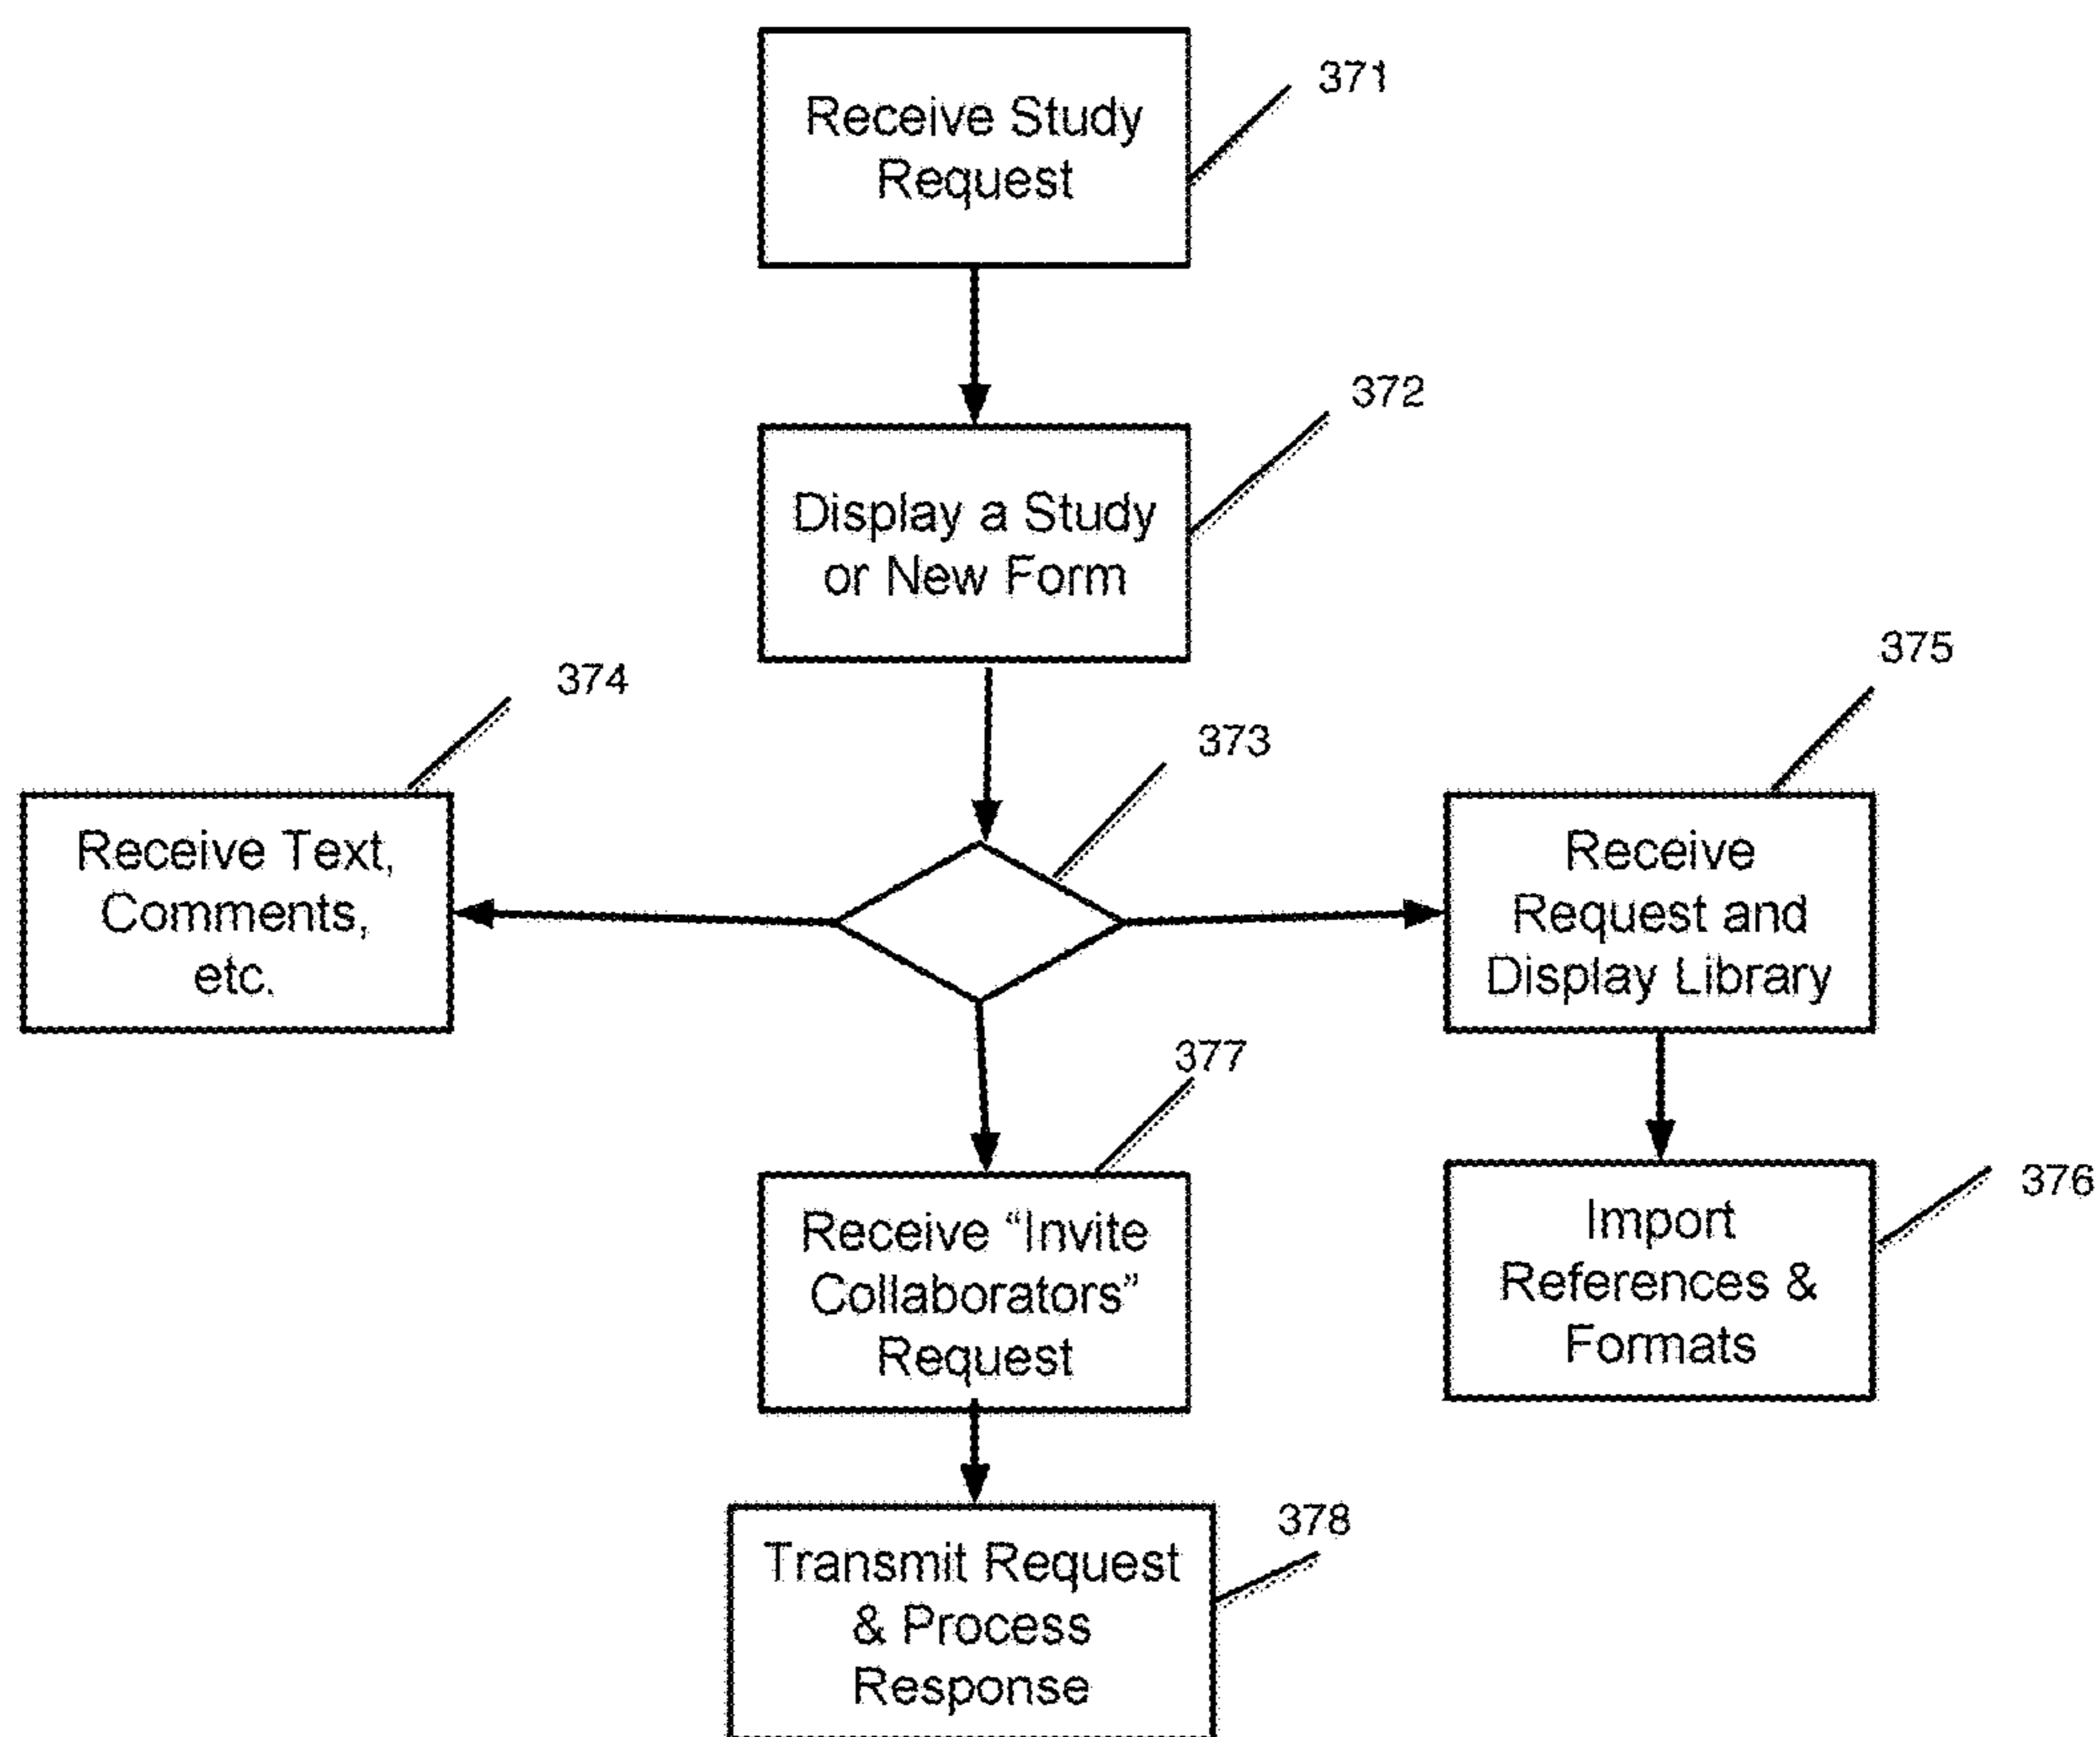 371
Receive Study
Request
372
Display a Study
or New Form
373
374
Receive Text,
Comments,
etc.
375
Receive
Request and
Display Library
376
Import
References &
Formats
377
Receive “Invite
Collaborators”
Request
378
Transmit Request
& Process
Response